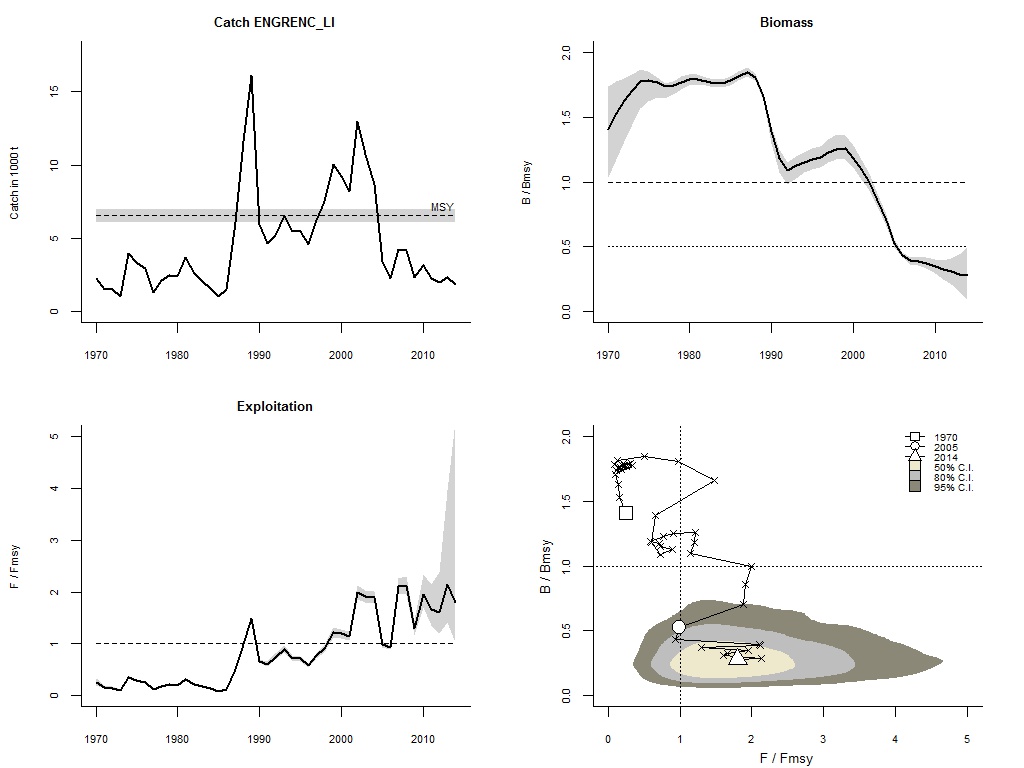 Catch ENGRENC_LI
Catch in 1000 t
15
10
5
0
MSY
1970 1980 1990 2000 2010
Biomass
B / Bmsy
2.0
1.5
1.0
0.5
0.0
1970 1980 1990 2000 2010
Exploitation
F / Fmsy
5
4
3
2
1
0
1970 1980 1990 2000 2010
B / Bmsy
2.0
1.5
1.0
0.5
0.0
1970
2005
2014
50% C.I.
80% C.I.
95% C.I.
0 1 2 3 4 5
F / Fmsy